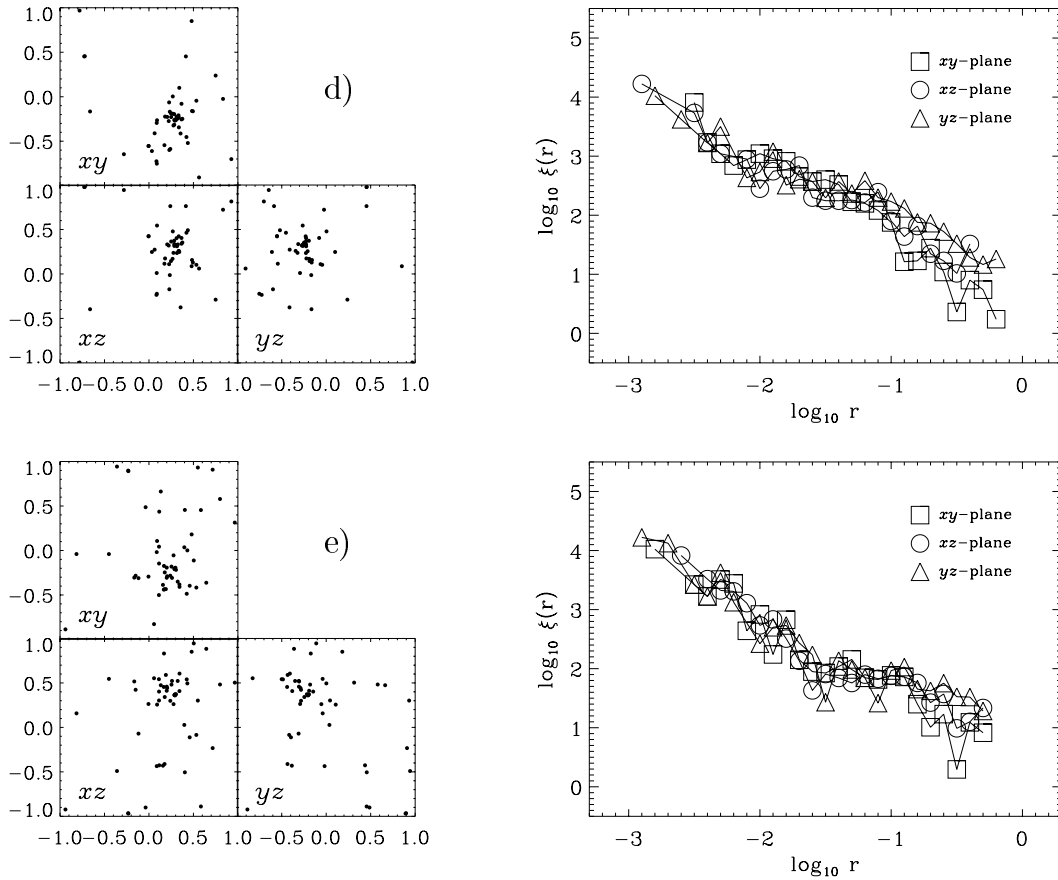 1.0
0.5
0.0
−0.5
xy
d)
1.0
0.5
0.0
−0.5
−1.0
xz
yz
−1.0−0.5 0.0 0.5 1.0
−0.5 0.0 0.5 1.0
5
4
3
2
1
0
log₁₀ ξ(r)
□ xy−plane
○ xz−plane
△ yz−plane
−3 −2 −1 0
log₁₀ r
1.0
0.5
0.0
−0.5
xy
e)
1.0
0.5
0.0
−0.5
−1.0
xz
yz
−1.0−0.5 0.0 0.5 1.0
−0.5 0.0 0.5 1.0
5
4
3
2
1
0
log₁₀ ξ(r)
□ xy−plane
○ xz−plane
△ yz−plane
−3 −2 −1 0
log₁₀ r